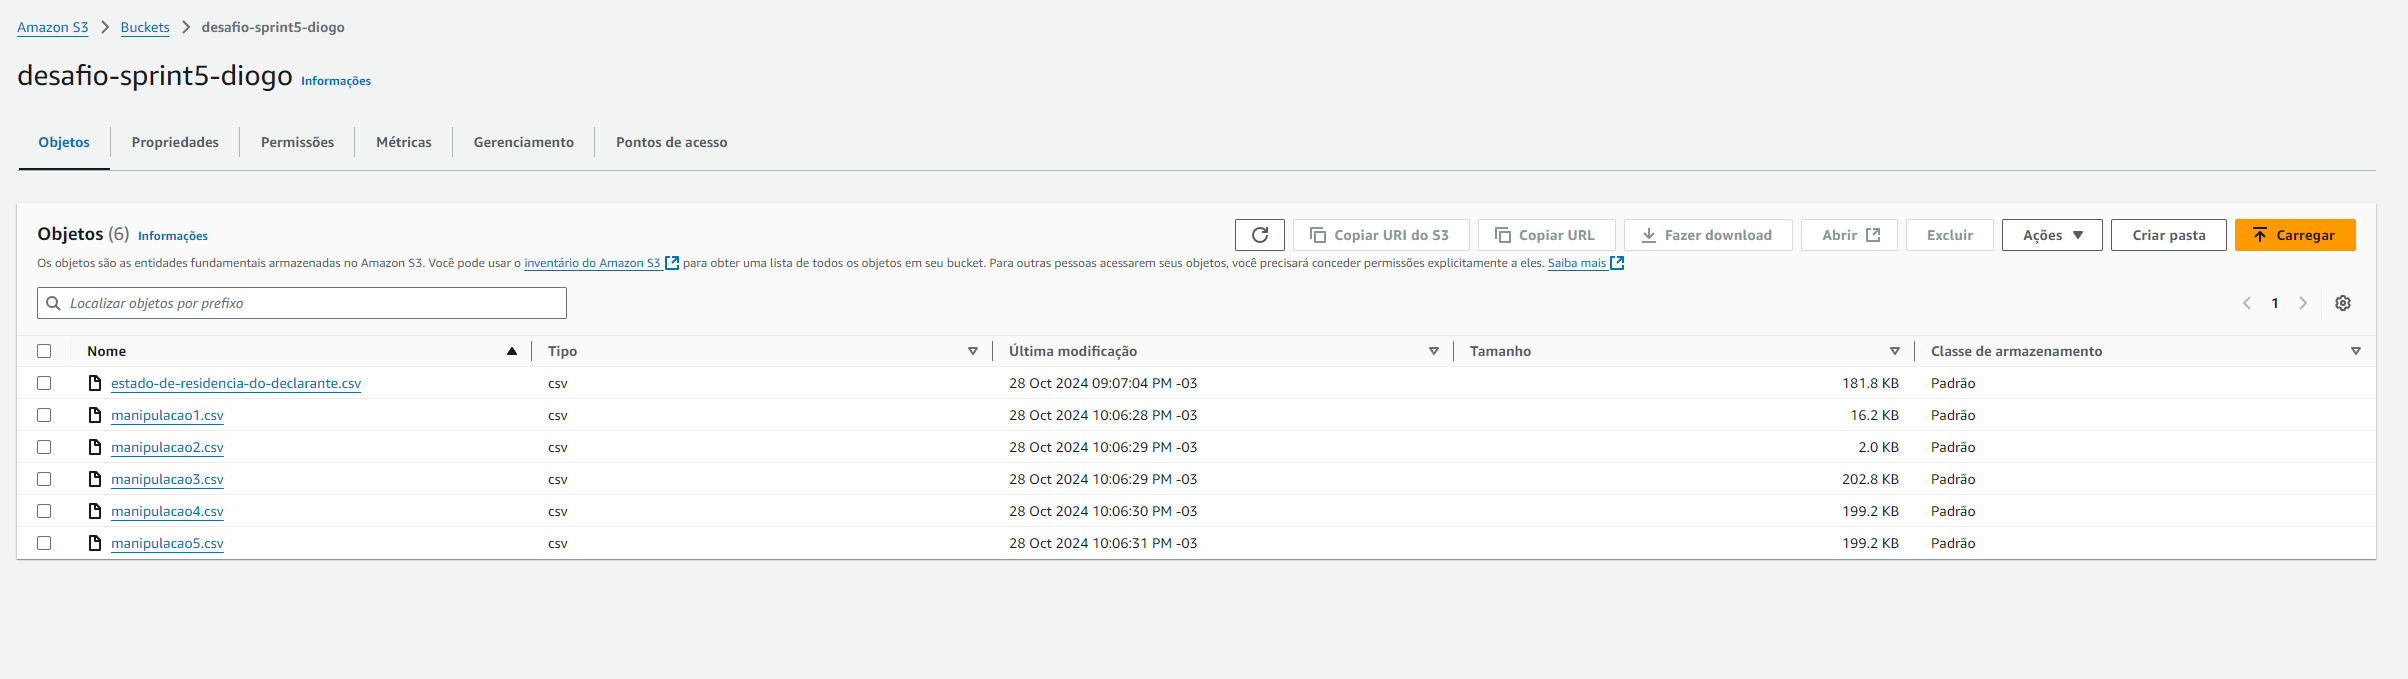 Amazon S3 > Buckets > desafio-sprint5-diogo
desafio-sprint5-diogo Informações
Objetos Propriedades Permissões Métricas Gerenciamento Pontos de acesso
Objetos (6) Informações Copiar URI do S3 Copiar URL Fazer download Abrir Excluir Ações Criar pasta Carregar
Os objetos são as entidades fundamentais armazenadas no Amazon S3. Você pode usar o inventário do Amazon S3 para obter uma lista de todos os objetos em seu bucket. Para outras pessoas acessarem seus objetos, você precisará conceder permissões explicitamente a eles. Saiba mais
Localizar objetos por prefixo 1
Nome Tipo Última modificação Tamanho Classe de armazenamento
estado-de-residencia-do-declarante.csv csv 28 Oct 2024 09:07:04 PM -03 181.8 KB Padrão
manipulacao1.csv csv 28 Oct 2024 10:06:28 PM -03 16.2 KB Padrão
manipulacao2.csv csv 28 Oct 2024 10:06:29 PM -03 2.0 KB Padrão
manipulacao3.csv csv 28 Oct 2024 10:06:29 PM -03 202.8 KB Padrão
manipulacao4.csv csv 28 Oct 2024 10:06:30 PM -03 199.2 KB Padrão
manipulacao5.csv csv 28 Oct 2024 10:06:31 PM -03 199.2 KB Padrão